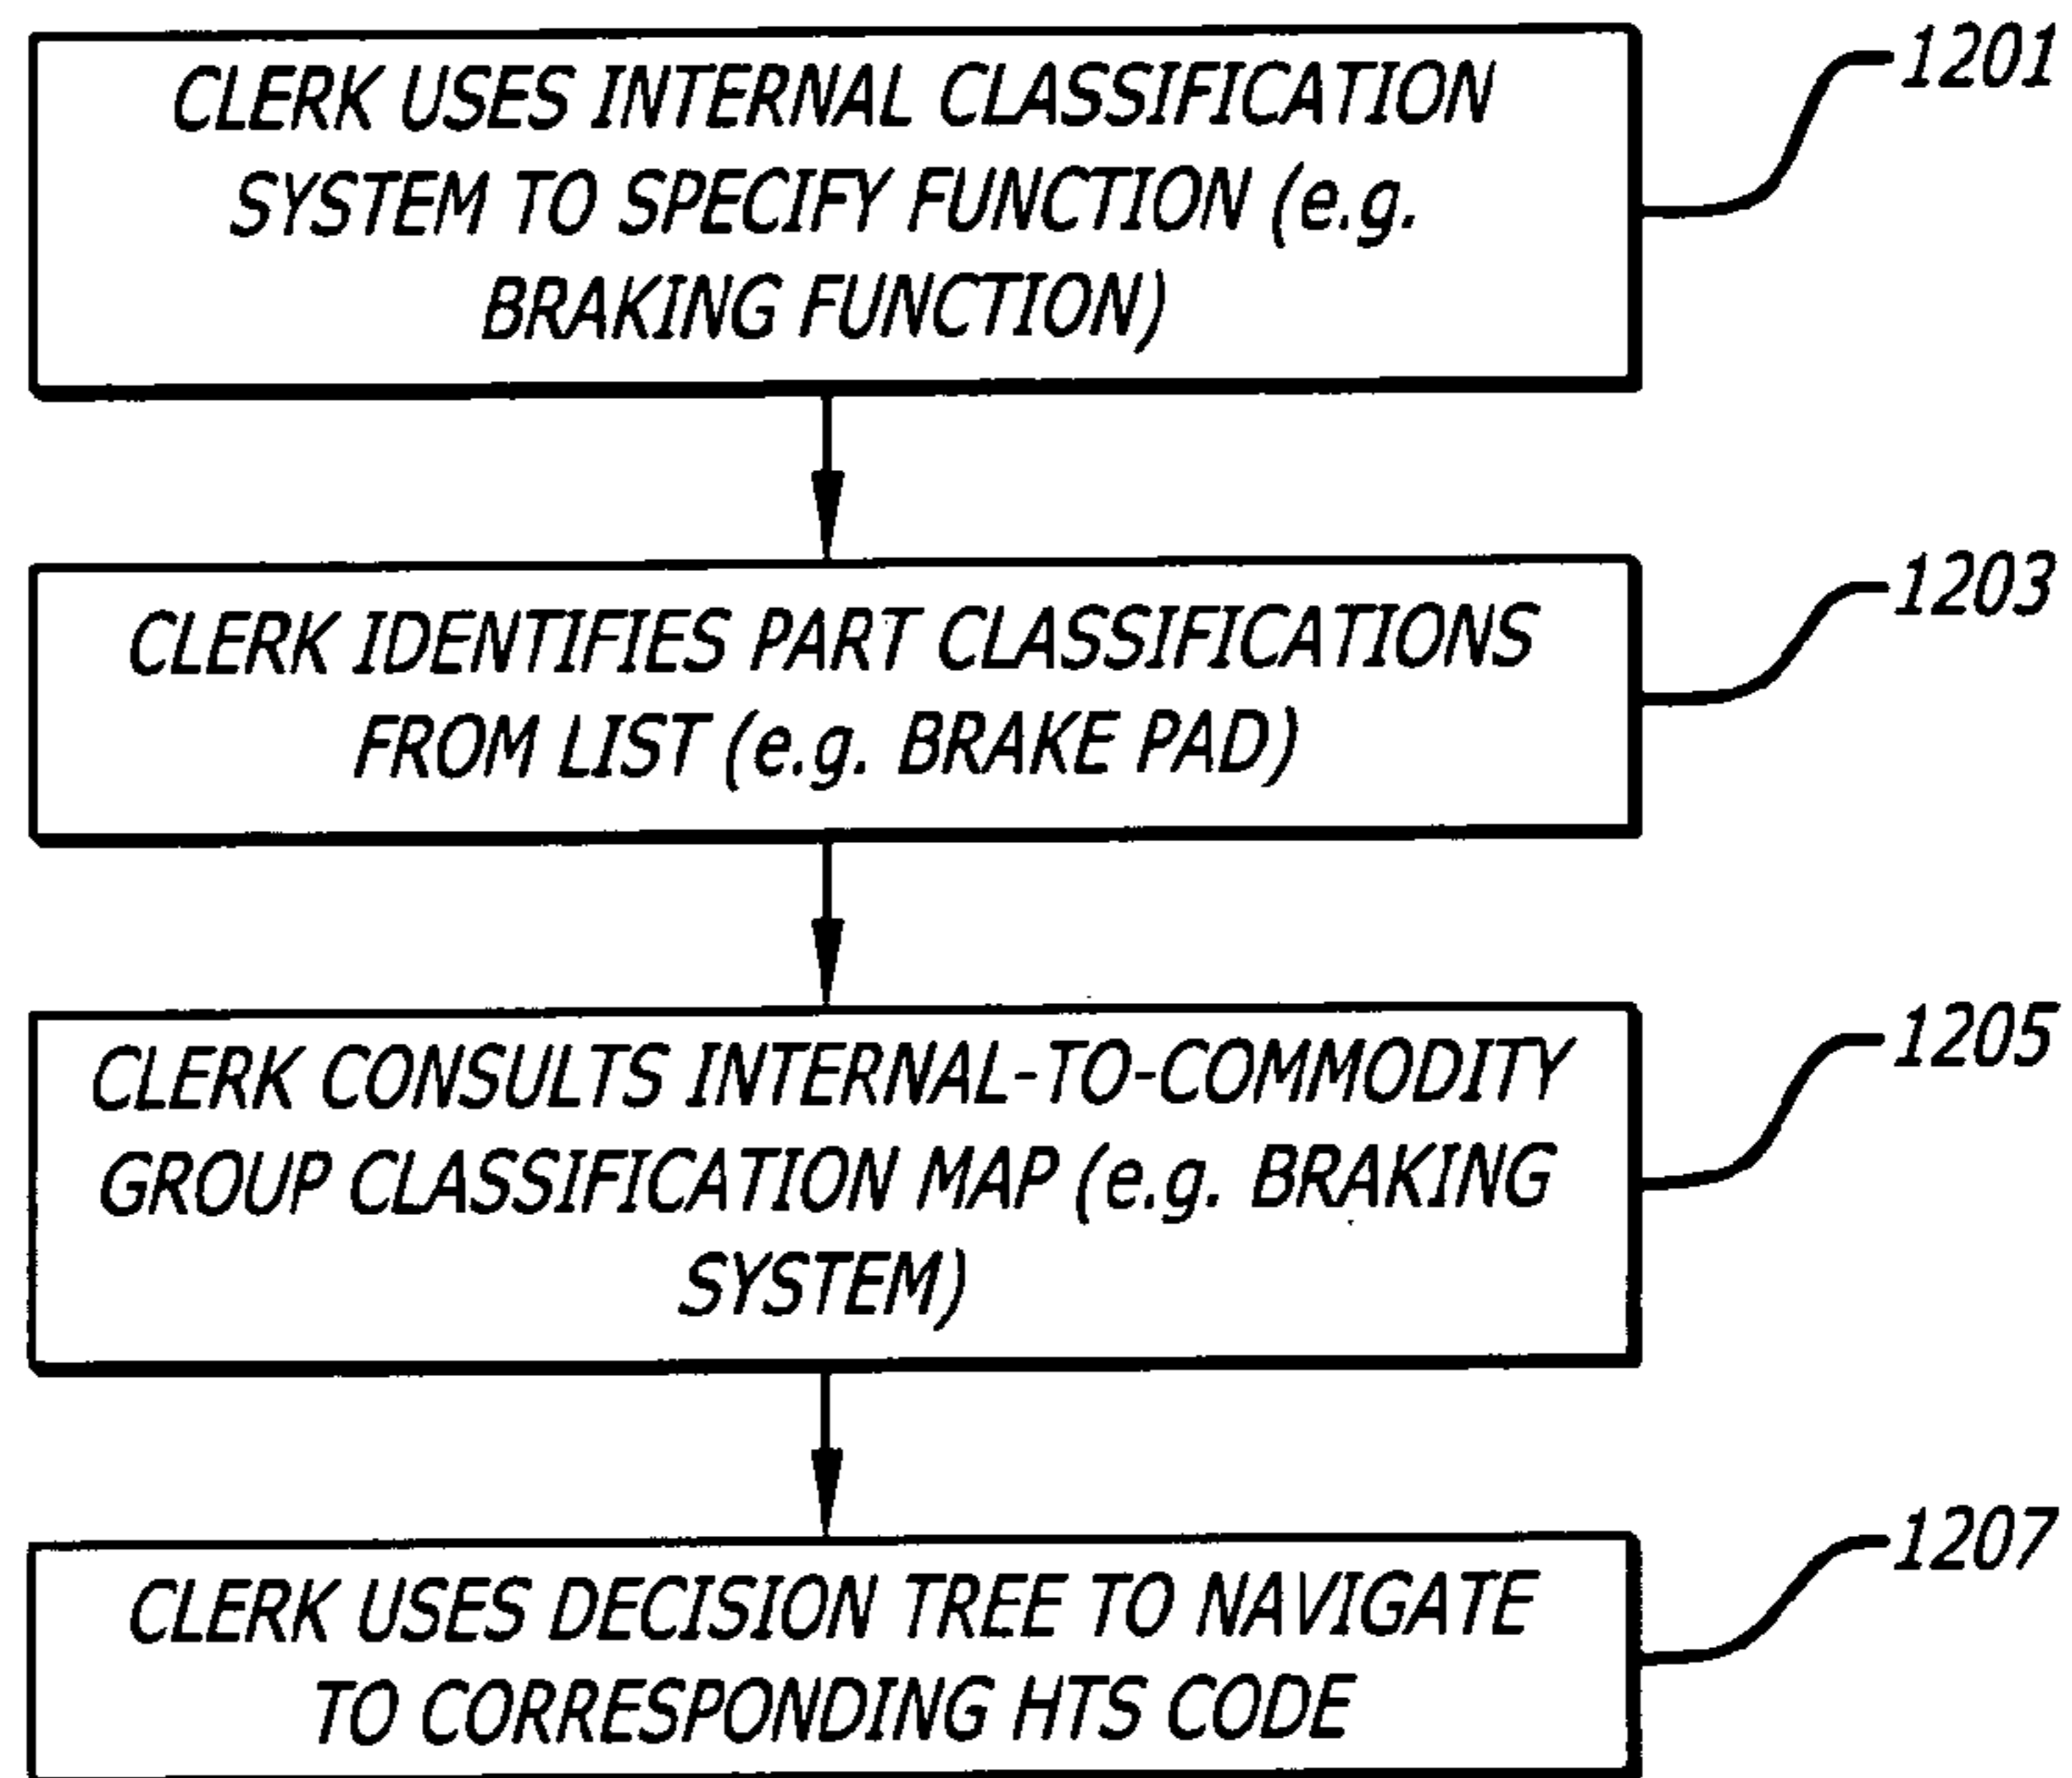 CLERK USES INTERNAL CLASSIFICATION
SYSTEM TO SPECIFY FUNCTION (e.g.
BRAKING FUNCTION)
1201
CLERK IDENTIFIES PART CLASSIFICATIONS
FROM LIST (e.g. BRAKE PAD)
1203
CLERK CONSULTS INTERNAL-TO-COMMODITY
GROUP CLASSIFICATION MAP (e.g. BRAKING
SYSTEM)
1205
CLERK USES DECISION TREE TO NAVIGATE
TO CORRESPONDING HTS CODE
1207